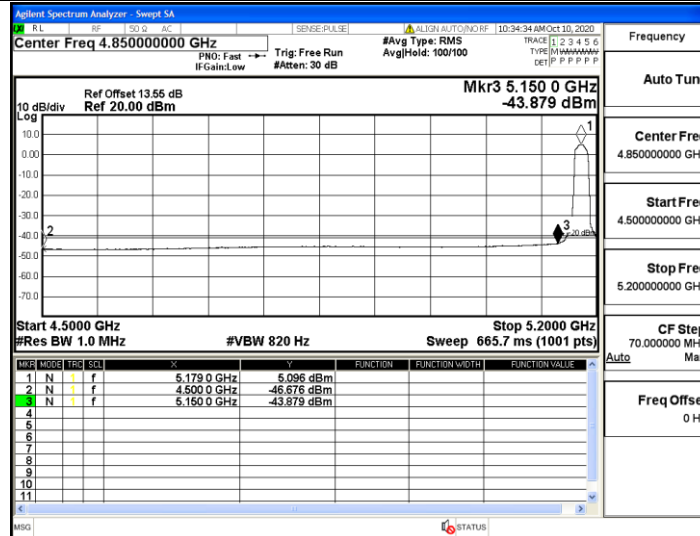 Agilent Spectrum Analyzer - Swept SA
RL RF 50 Ω AC SENSE:PULSE ALIGN AUTO/NO RF 10:34:34 AM Oct 10, 2020
Center Freq 4.850000000 GHz
PNO: Fast
IFGain:Low
Trig: Free Run
#Atten: 30 dB
#Avg Type: RMS
Avg|Hold: 100/100
TRACE 1 2 3 4 5 6
TYPE M W W W W W
DET P P P P P P
Frequency
Auto Tun
Center Fre
4.850000000 GH
Start Fre
4.500000000 GH
Stop Fre
5.200000000 GH
CF Step
70.000000 MH
Auto Ma
Freq Offse
0 H
Mkr3 5.150 0 GHz
-43.879 dBm
Ref Offset 13.55 dB
10 dB/div Ref 20.00 dBm
Log
10.0
0.00
-10.0
-20.0
-30.0
-40.0
-50.0
-60.0
-70.0
1
2
3
-20 dBm
Start 4.5000 GHz Stop 5.2000 GHz
#Res BW 1.0 MHz #VBW 820 Hz Sweep 665.7 ms (1001 pts)
MKR MODE TRC SCL X Y FUNCTION FUNCTION WIDTH FUNCTION VALUE
1 N 1 f 5.179 0 GHz 5.096 dBm
2 N 1 f 4.500 0 GHz -46.676 dBm
3 N 1 f 5.150 0 GHz -43.879 dBm
4
5
6
7
8
9
10
11
MSG STATUS